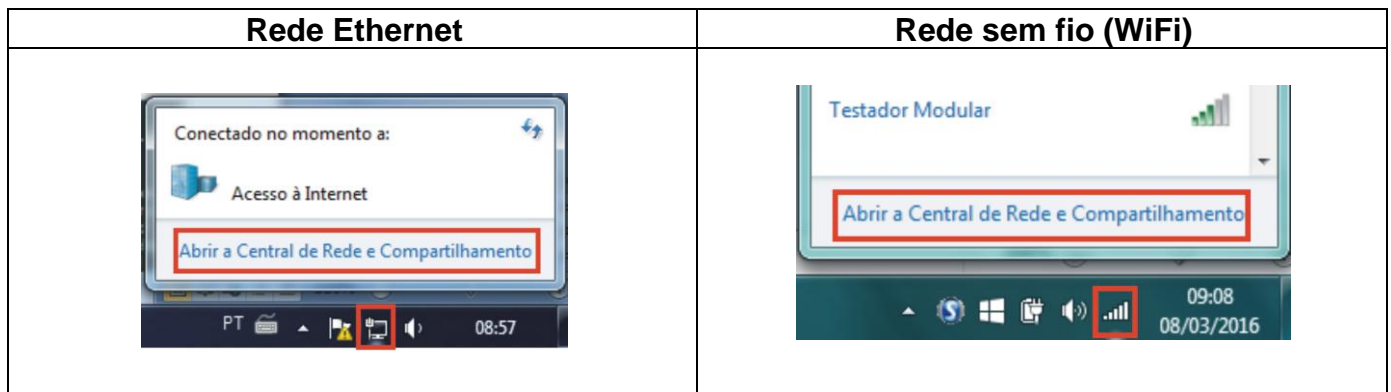 Rede Ethernet
Rede sem fio (WiFi)
Conectado no momento a:
Acesso à Internet
Abrir a Central de Rede e Compartilhamento
PT
08:57
Testador Modular
Abrir a Central de Rede e Compartilhamento
09:08
08/03/2016